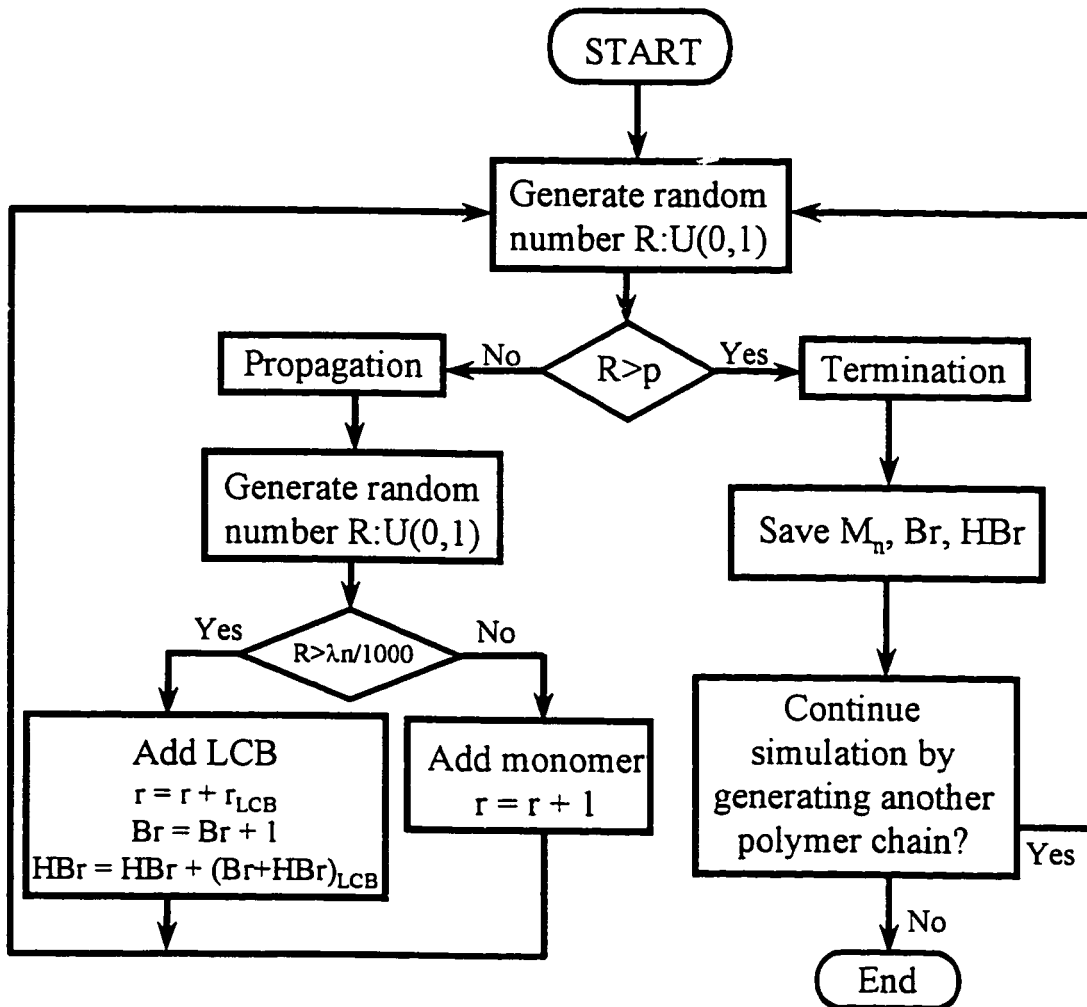 START
Generate random
number R:U(0,1)
No
R>p
Yes
Propagation
Termination
Generate random
number R:U(0,1)
Save Mₙ, Br, HBr
Yes
R>λn/1000
No
Add LCB
r = r + r_LCB
Br = Br + 1
HBr = HBr + (Br+HBr)_LCB
Add monomer
r = r + 1
Continue
simulation by
generating another
polymer chain?
Yes
No
End